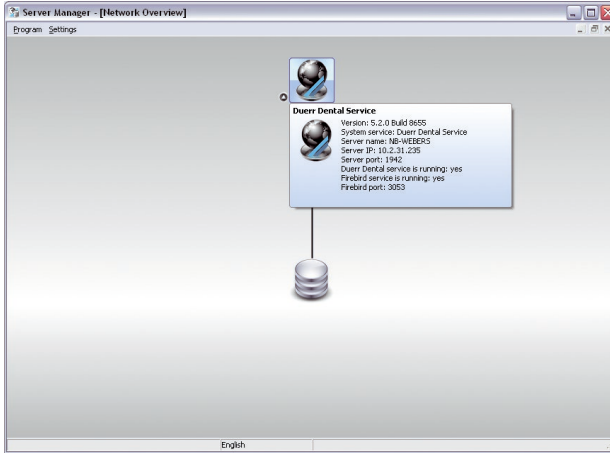 Server Manager - [Network Overview]
Program Settings
Duerr Dental Service
Version: 5.2.0 Build 8655
System service: Duerr Dental Service
Server name: NB-WEBERS
Server IP: 10.2.31.235
Server port: 1942
Duerr Dental service is running: yes
Firebird service is running: yes
Firebird port: 3053
English